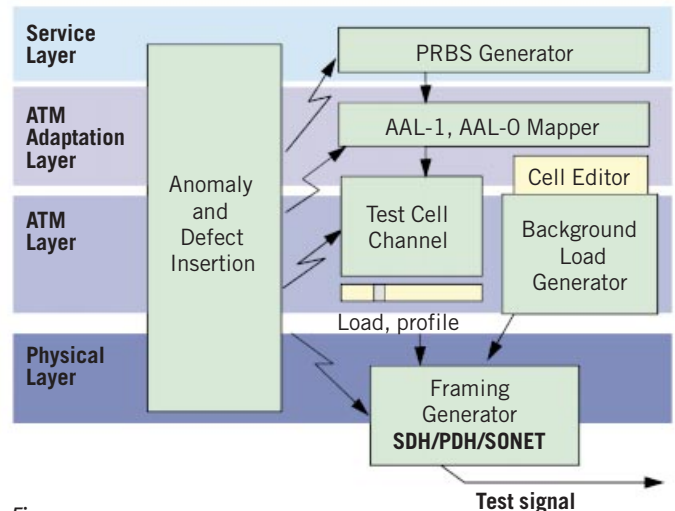 Service
Layer
PRBS Generator
ATM
Adaptation
Layer
AAL-1, AAL-0 Mapper
Anomaly
and
Defect
Insertion
Cell Editor
ATM
Layer
Test Cell
Channel
Background
Load
Generator
Load, profile
Physical
Layer
Framing
Generator
SDH/PDH/SONET
Test signal